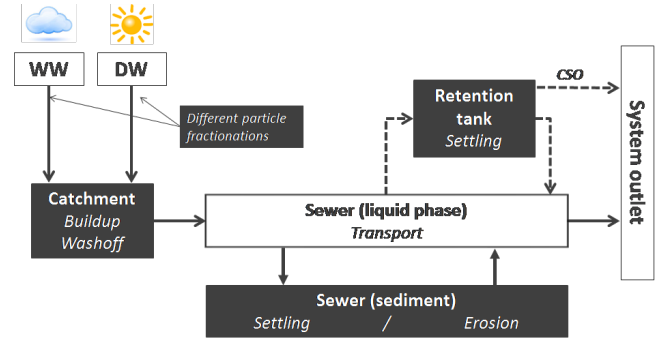 WW
DW
Different particle
fractionations
Catchment
Buildup
Washoff
Retention
tank
Settling
CSO
Sewer (liquid phase)
Transport
System outlet
Sewer (sediment)
Settling / Erosion